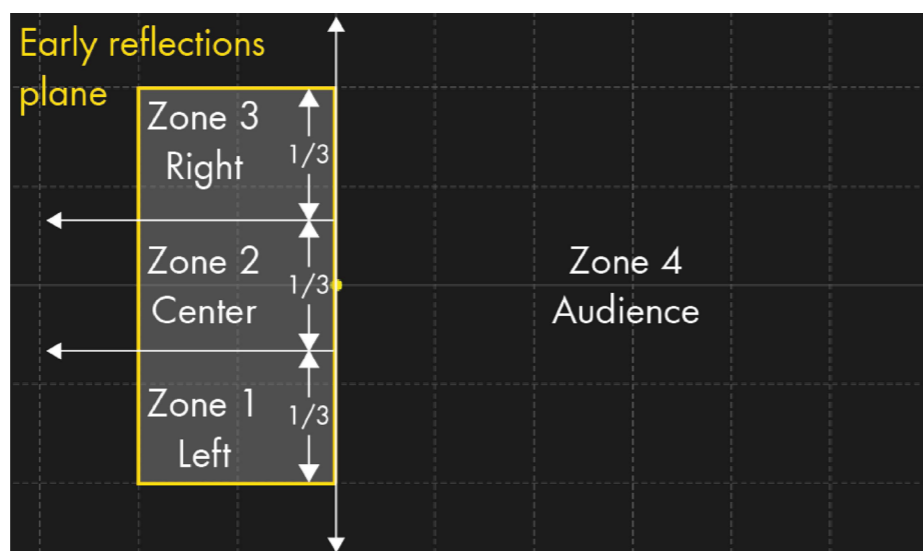 Early reflections
plane
Zone 3
Right
1/3
Zone 2
Center
1/3
Zone 1
Left
1/3
Zone 4
Audience